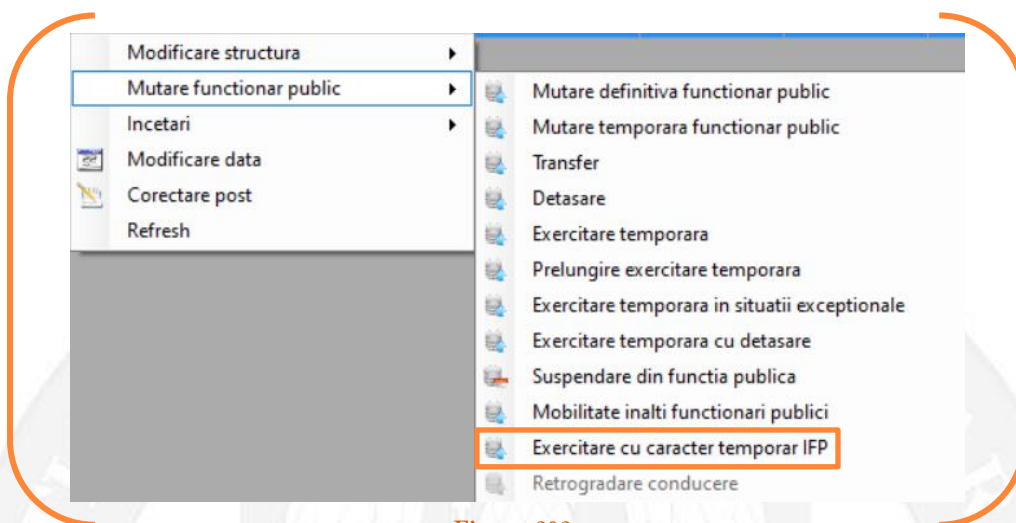 Modificare structura
Mutare functionar public
Incetari
Modificare data
Corectare post
Refresh
Mutare definitiva functionar public
Mutare temporara functionar public
Transfer
Detasare
Exercitare temporara
Prelungire exercitare temporara
Exercitare temporara in situatii exceptionale
Exercitare temporara cu detasare
Suspendare din functia publica
Mobilitate inalti functionari publici
Exercitare cu caracter temporar IFP
Retrogradare conducere